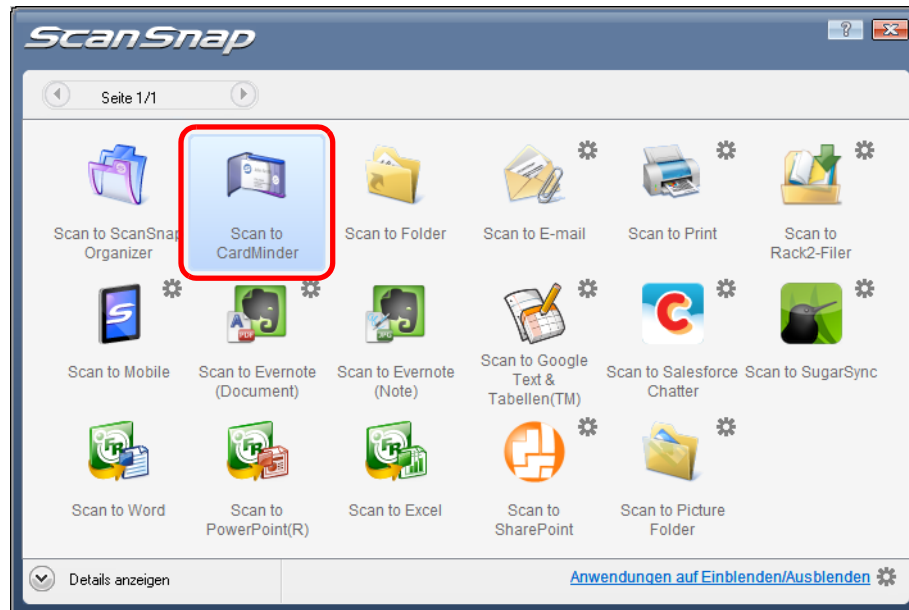 ScanSnap
Seite 1/1
Scan to ScanSnap
Organizer
Scan to
CardMinder
Scan to Folder
Scan to E-mail
Scan to Print
Scan to
Rack2-Filer
Scan to Mobile
Scan to Evernote
(Document)
Scan to Evernote
(Note)
Scan to Google
Text &
Tabellen(TM)
Scan to Salesforce
Chatter
Scan to SugarSync
Scan to Word
Scan to
PowerPoint(R)
Scan to Excel
Scan to
SharePoint
Scan to Picture
Folder
Details anzeigen
Anwendungen auf Einblenden/Ausblenden